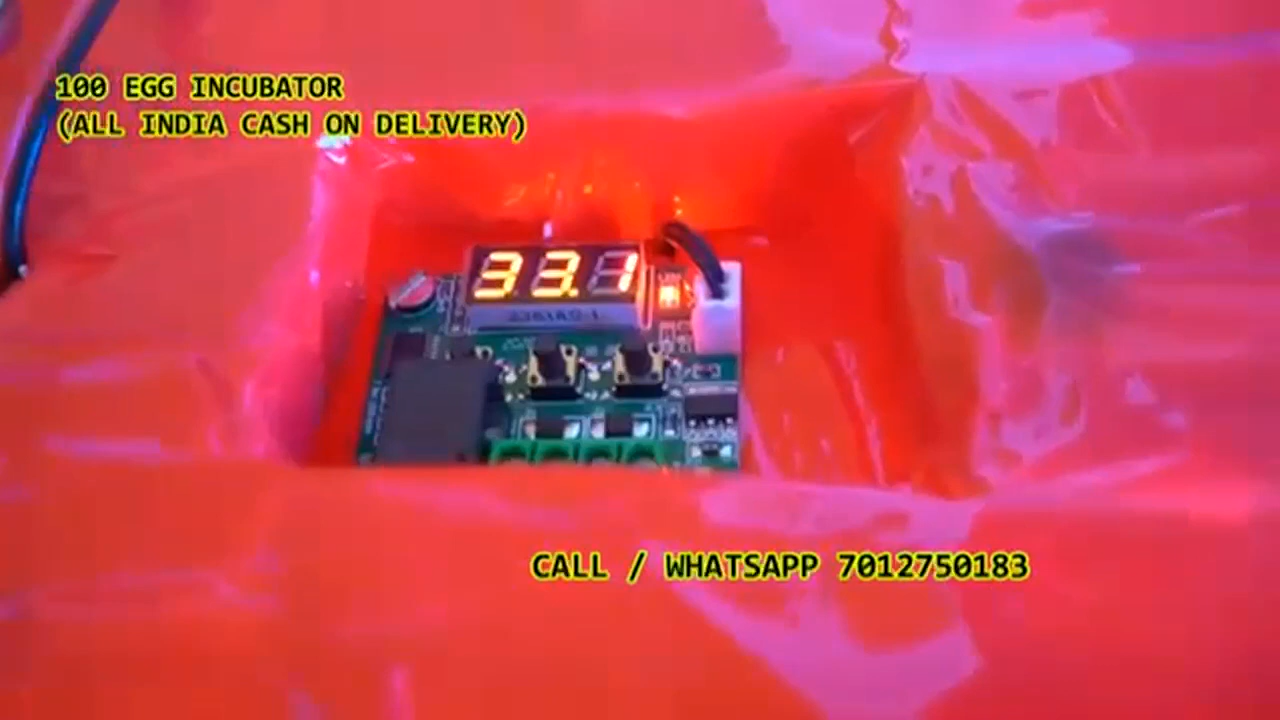 100 EGG INCUBATOR
(ALL INDIA CASH ON DELIVERY)
33.1
CALL / WHATSAPP 7012750183